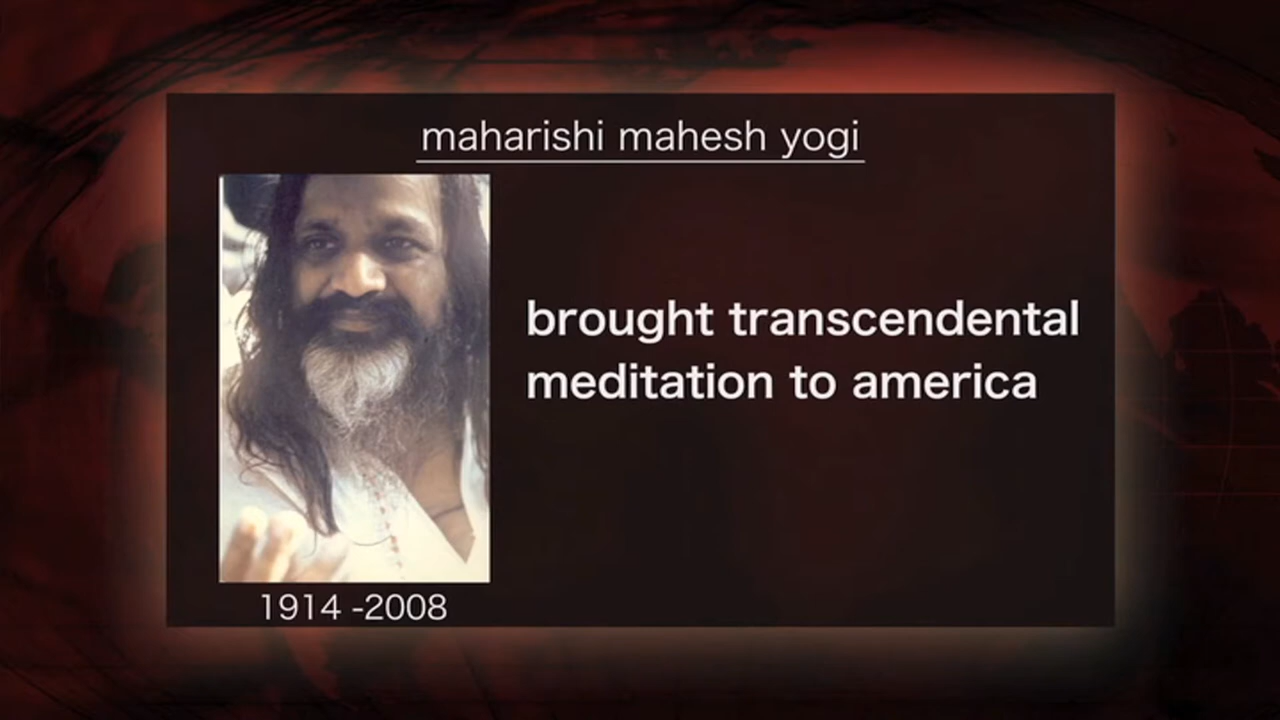 maharishi mahesh yogi
brought transcendental
meditation to america
1914 -2008